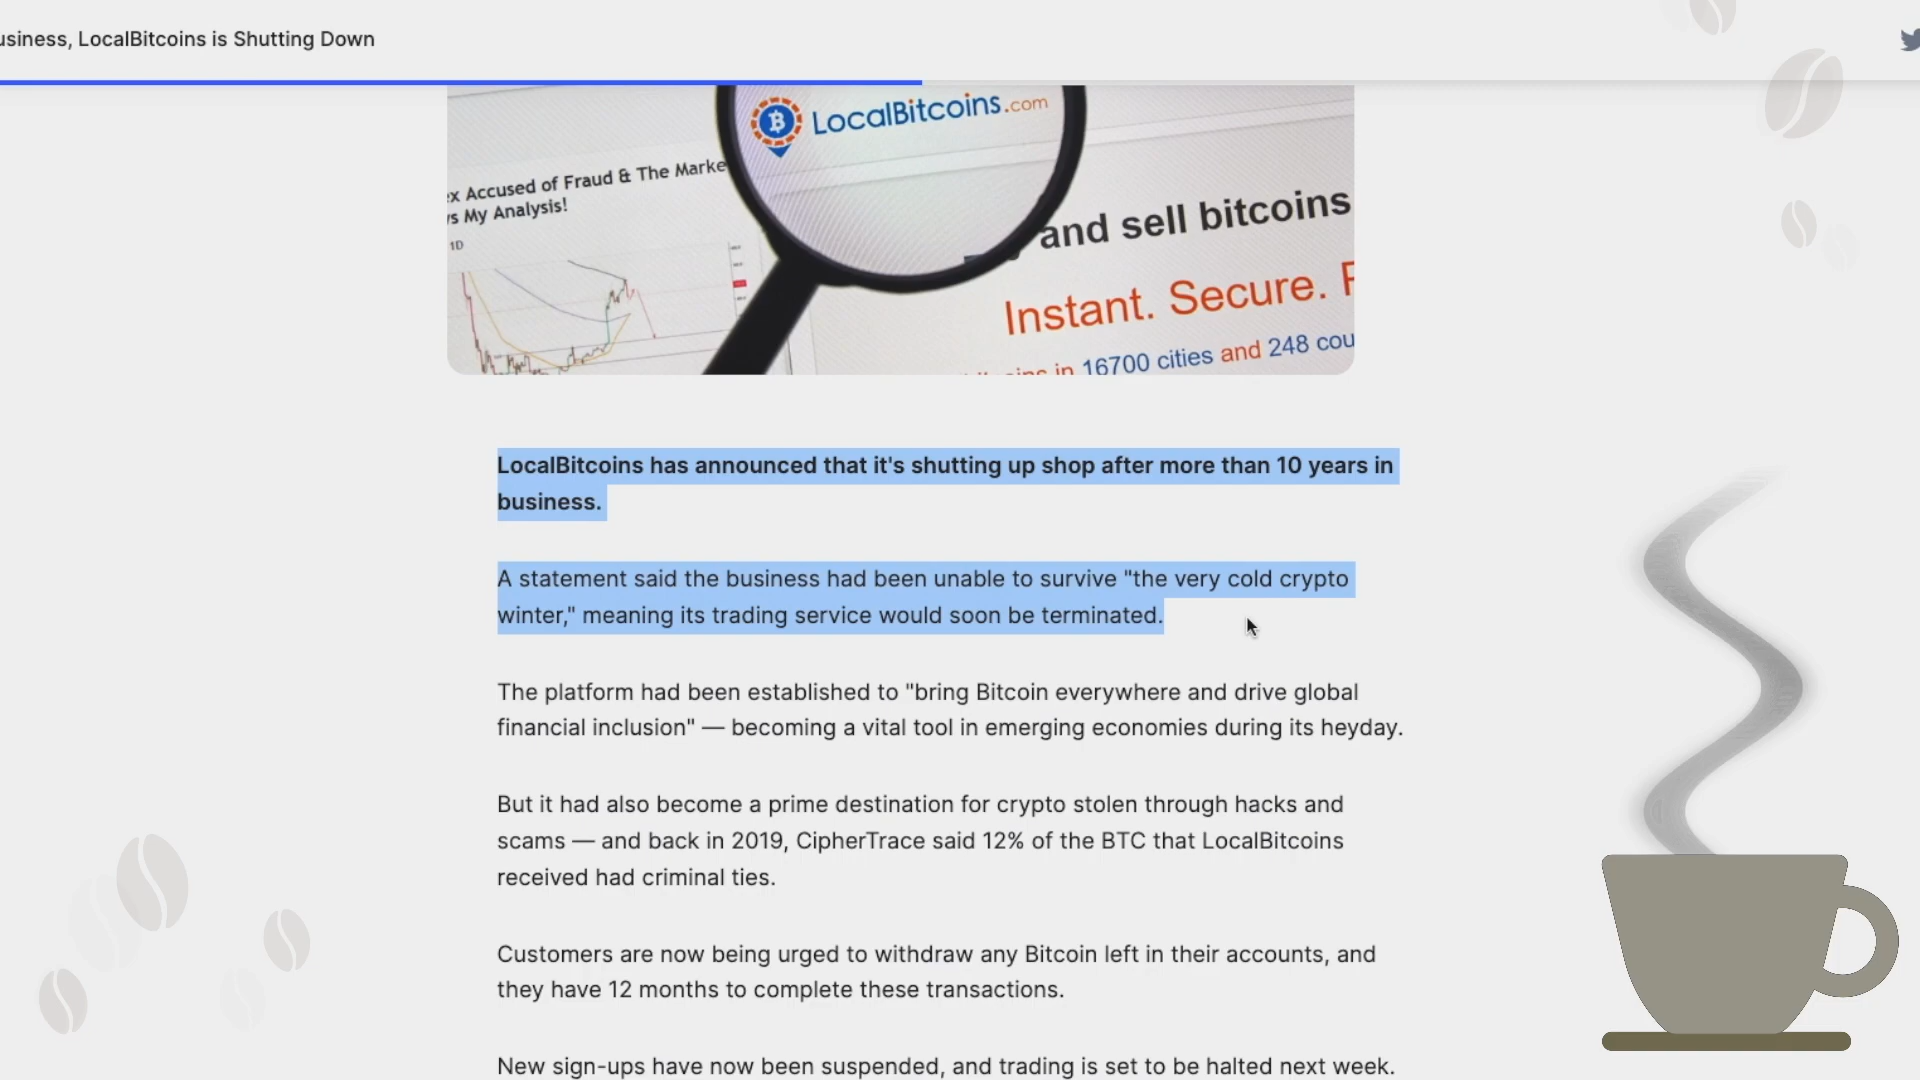 usiness, LocalBitcoins is Shutting Down
LocalBitcoins.com
x Accused of Fraud & The Marke
s My Analysis!
1D
and sell bitcoins
Instant. Secure. F
ins in 16700 cities and 248 cou
LocalBitcoins has announced that it's shutting up shop after more than 10 years in
business.
A statement said the business had been unable to survive "the very cold crypto
winter," meaning its trading service would soon be terminated.
The platform had been established to "bring Bitcoin everywhere and drive global
financial inclusion" — becoming a vital tool in emerging economies during its heyday.
But it had also become a prime destination for crypto stolen through hacks and
scams — and back in 2019, CipherTrace said 12% of the BTC that LocalBitcoins
received had criminal ties.
Customers are now being urged to withdraw any Bitcoin left in their accounts, and
they have 12 months to complete these transactions.
New sign-ups have now been suspended, and trading is set to be halted next week.